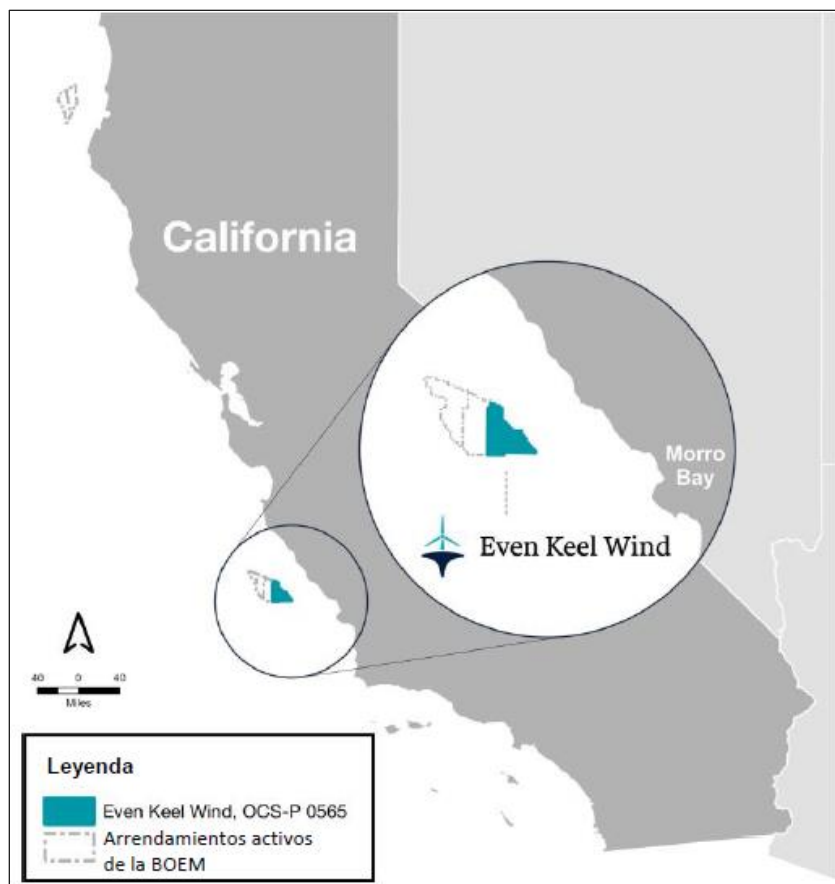 California
Morro
Bay
Even Keel Wind
40 0 40
Miles
Leyenda
Even Keel Wind, OCS-P 0565
Arrendamientos activos
de la BOEM